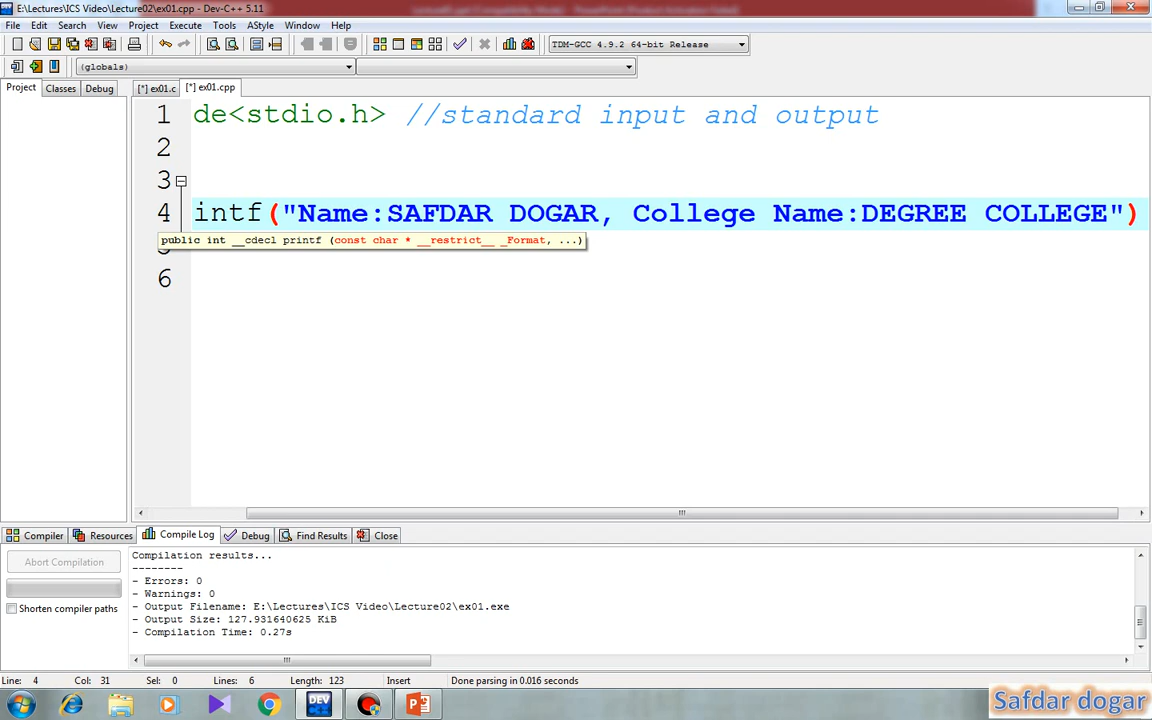 E:\Lectures\ICS Video\Lecture02\ex01.cpp - Dev-C++ 5.11
File Edit Search View Project Execute Tools AStyle Window Help
TDM-GCC 4.9.2 64-bit Release
(globals)
Project Classes Debug [*] ex01.c [*] ex01.cpp
1 de<stdio.h> //standard input and output
2
3
4 intf("Name:SAFDAR DOGAR, College Name:DEGREE COLLEGE")
public int __cdecl printf (const char * __restrict__ _Format, ...)
6
Compiler Resources Compile Log Debug Find Results Close
Abort Compilation
Shorten compiler paths
Compilation results...
--------
- Errors: 0
- Warnings: 0
- Output Filename: E:\Lectures\ICS Video\Lecture02\ex01.exe
- Output Size: 127.931640625 KiB
- Compilation Time: 0.27s
Line: 4 Col: 31 Sel: 0 Lines: 6 Length: 123 Insert Done parsing in 0.016 seconds
DEV
Safdar dogar